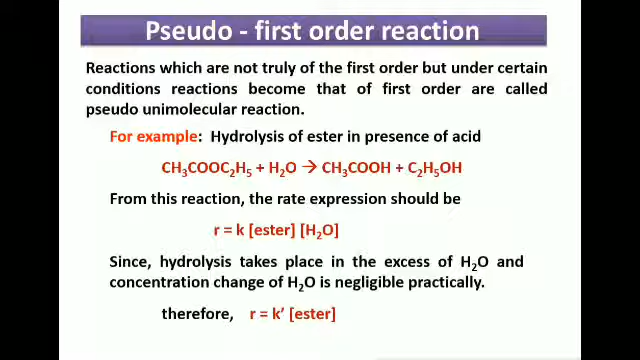 Pseudo - first order reaction
Reactions which are not truly of the first order but under certain
conditions reactions become that of first order are called
pseudo unimolecular reaction.
For example: Hydrolysis of ester in presence of acid
CH₃COOC₂H₅ + H₂O → CH₃COOH + C₂H₅OH
From this reaction, the rate expression should be
r = k [ester] [H₂O]
Since, hydrolysis takes place in the excess of H₂O and
concentration change of H₂O is negligible practically.
therefore, r = k’ [ester]